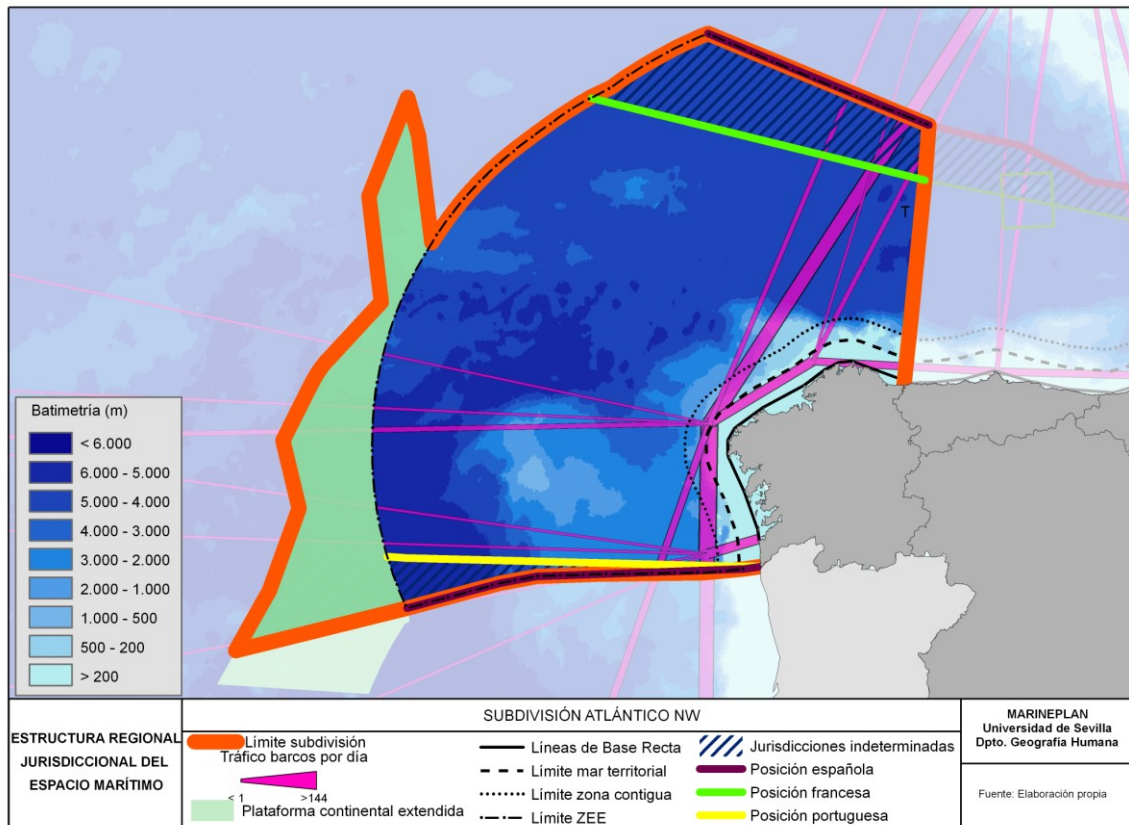 T
Batimetría (m)
< 6.000
6.000 - 5.000
5.000 - 4.000
4.000 - 3.000
3.000 - 2.000
2.000 - 1.000
1.000 - 500
500 - 200
> 200
ESTRUCTURA REGIONAL
JURISDICCIONAL DEL
ESPACIO MARÍTIMO
SUBDIVISIÓN ATLÁNTICO NW
Límite subdivisión
Tráfico barcos por día
< 1
>144
Plataforma continental extendida
Líneas de Base Recta
Límite mar territorial
Límite zona contigua
Límite ZEE
Jurisdicciones indeterminadas
Posición española
Posición francesa
Posición portuguesa
MARINEPLAN
Universidad de Sevilla
Dpto. Geografía Humana
Fuente: Elaboración propia